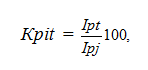 Kpit = Ipt/Ipj 100,